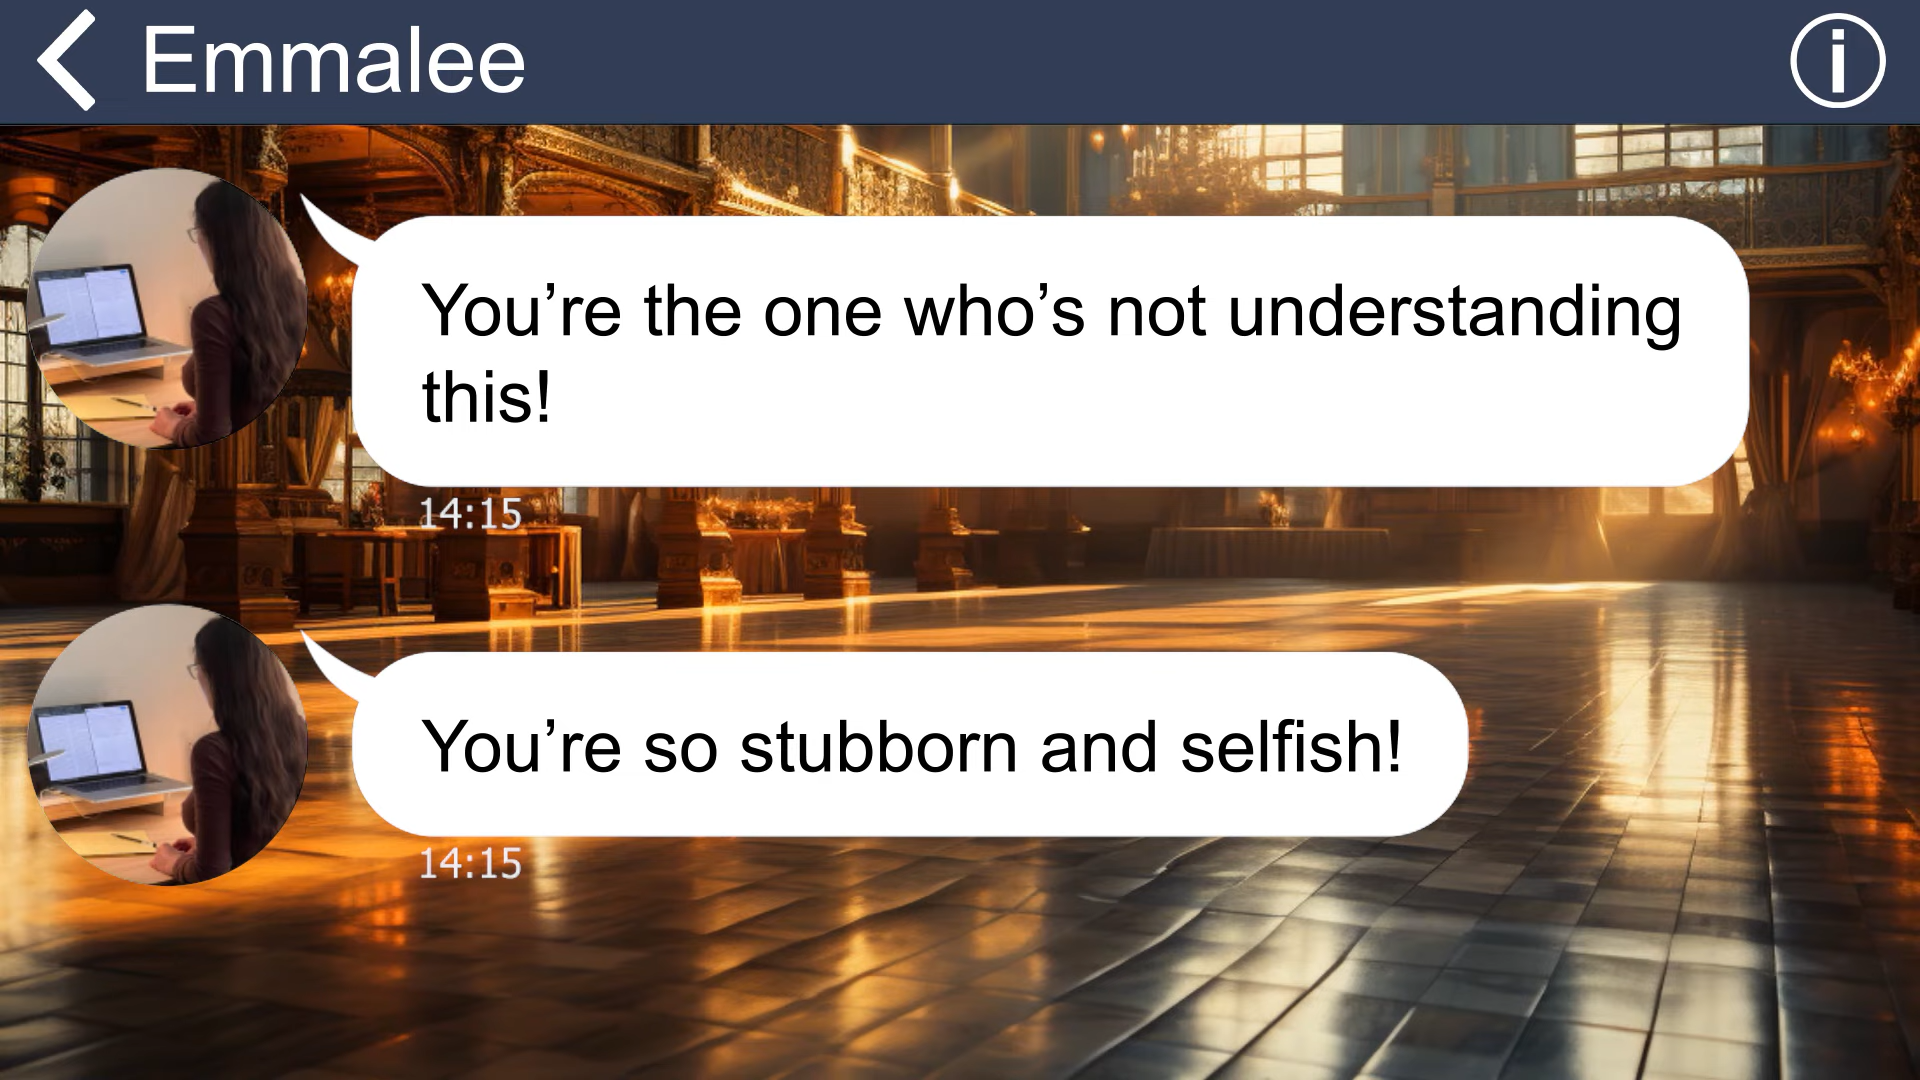 Emmalee
You’re the one who’s not understanding
this!
14:15
You’re so stubborn and selfish!
14:15